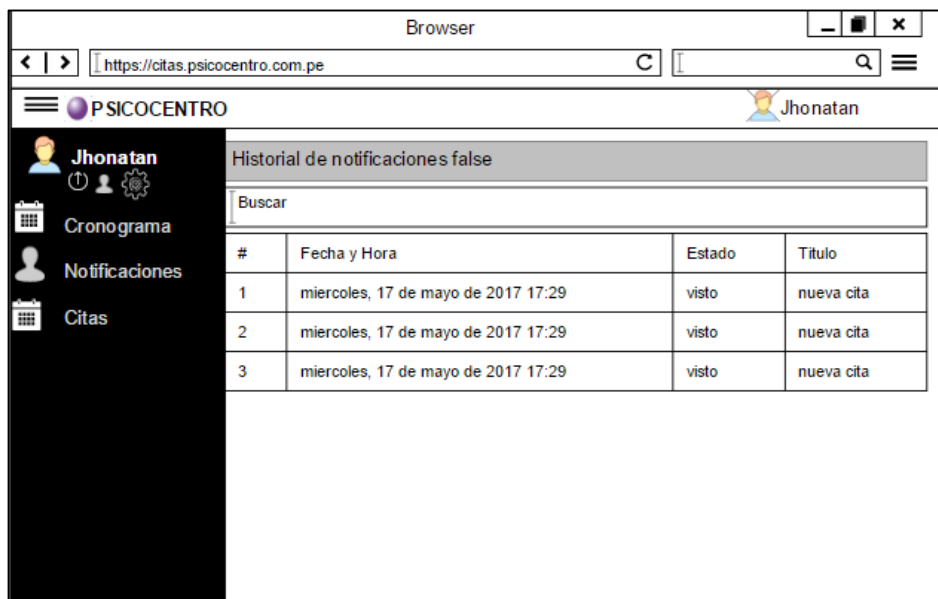 Browser
https://citas.psicocentro.com.pe
PSICOCENTRO
Jhonatan
Jhonatan
Cronograma
Notificaciones
Citas
Historial de notificaciones false
Buscar
# Fecha y Hora Estado Titulo
1 miercoles, 17 de mayo de 2017 17:29 visto nueva cita
2 miercoles, 17 de mayo de 2017 17:29 visto nueva cita
3 miercoles, 17 de mayo de 2017 17:29 visto nueva cita